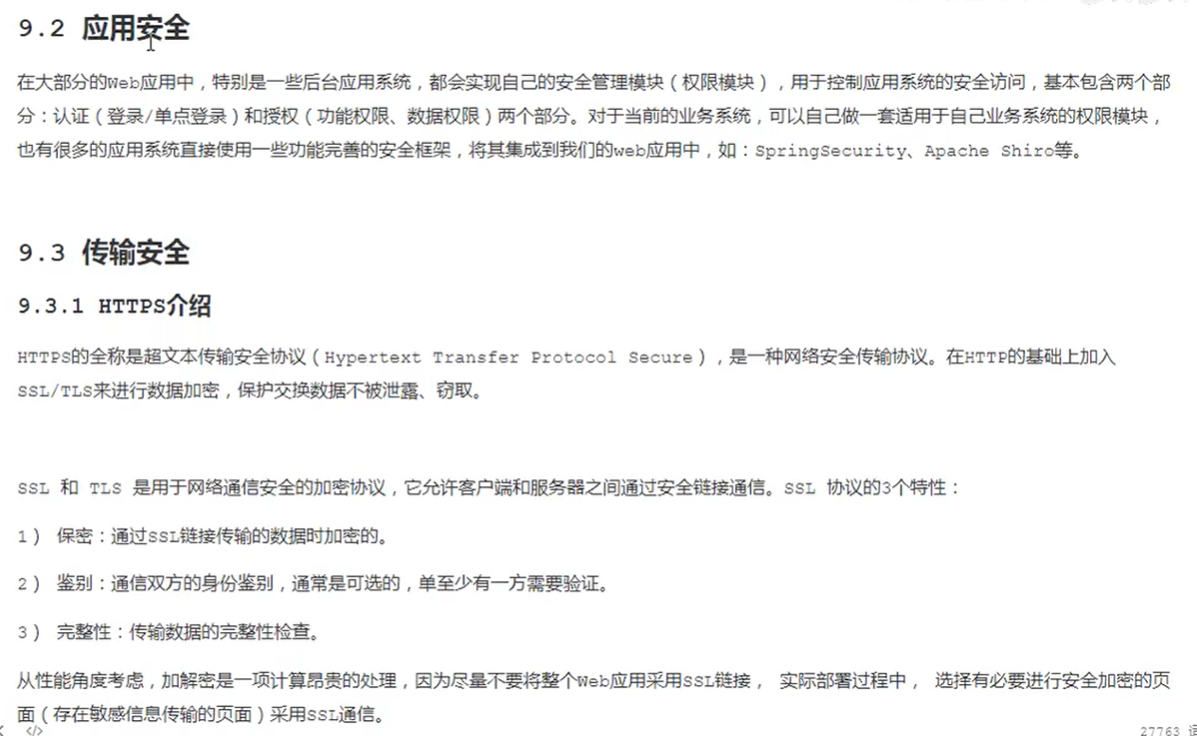 9.2 应用安全
在大部分的Web应用中，特别是一些后台应用系统，都会实现自己的安全管理模块（权限模块），用于控制应用系统的安全访问，基本包含两个部
分：认证（登录/单点登录）和授权（功能权限、数据权限）两个部分。对于当前的业务系统，可以自己做一套适用于自己业务系统的权限模块，
也有很多的应用系统直接使用一些功能完善的安全框架，将其集成到我们的web应用中，如：SpringSecurity、Apache Shiro等。
9.3 传输安全
9.3.1 HTTPS介绍
HTTPS的全称是超文本传输安全协议（Hypertext Transfer Protocol Secure），是一种网络安全传输协议。在HTTP的基础上加入
SSL/TLS来进行数据加密，保护交换数据不被泄露、窃取。
SSL 和 TLS 是用于网络通信安全的加密协议，它允许客户端和服务器之间通过安全链接通信。SSL 协议的3个特性：
1） 保密：通过SSL链接传输的数据时加密的。
2） 鉴别：通信双方的身份鉴别，通常是可选的，单至少有一方需要验证。
3） 完整性：传输数据的完整性检查。
从性能角度考虑，加解密是一项计算昂贵的处理，因为尽量不要将整个Web应用采用SSL链接， 实际部署过程中， 选择有必要进行安全加密的页
面（存在敏感信息传输的页面）采用SSL通信。
</> 27763